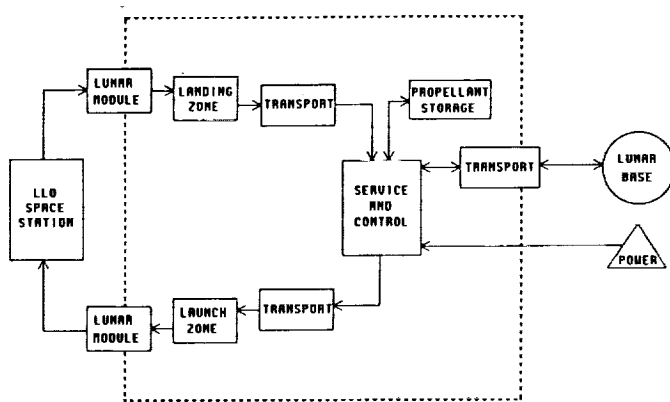 LUNAR
MODULE
LANDING
ZONE
TRANSPORT
PROPELLANT
STORAGE
LLO
SPACE
STATION
SERVICE
AND
CONTROL
TRANSPORT
LUNAR
BASE
POWER
LUNAR
MODULE
LAUNCH
ZONE
TRANSPORT